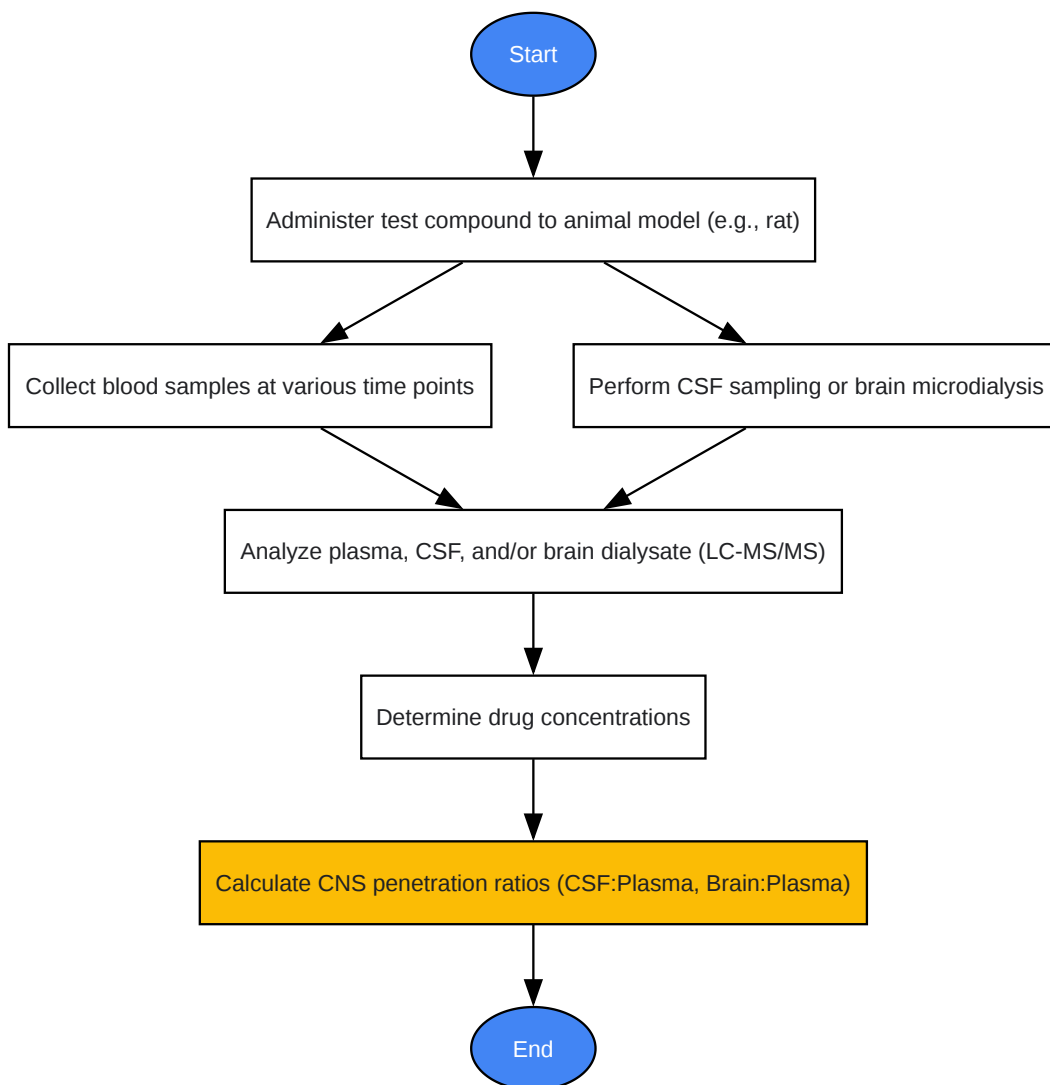 Start
Administer test compound to animal model (e.g., rat)
Collect blood samples at various time points
Perform CSF sampling or brain microdialysis
Analyze plasma, CSF, and/or brain dialysate (LC-MS/MS)
Determine drug concentrations
Calculate CNS penetration ratios (CSF:Plasma, Brain:Plasma)
End